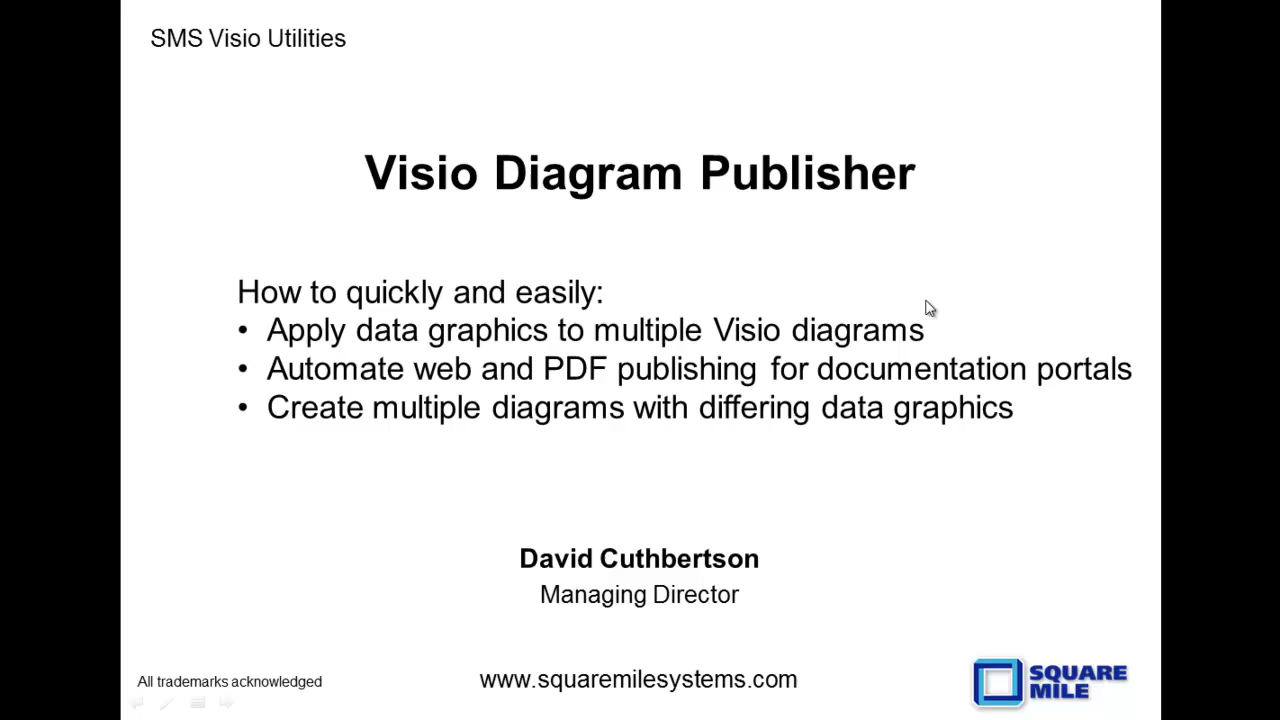 SMS Visio Utilities
Visio Diagram Publisher
How to quickly and easily:
• Apply data graphics to multiple Visio diagrams
• Automate web and PDF publishing for documentation portals
• Create multiple diagrams with differing data graphics
David Cuthbertson
Managing Director
All trademarks acknowledged
www.squaremilesystems.com
SQUARE
MILE